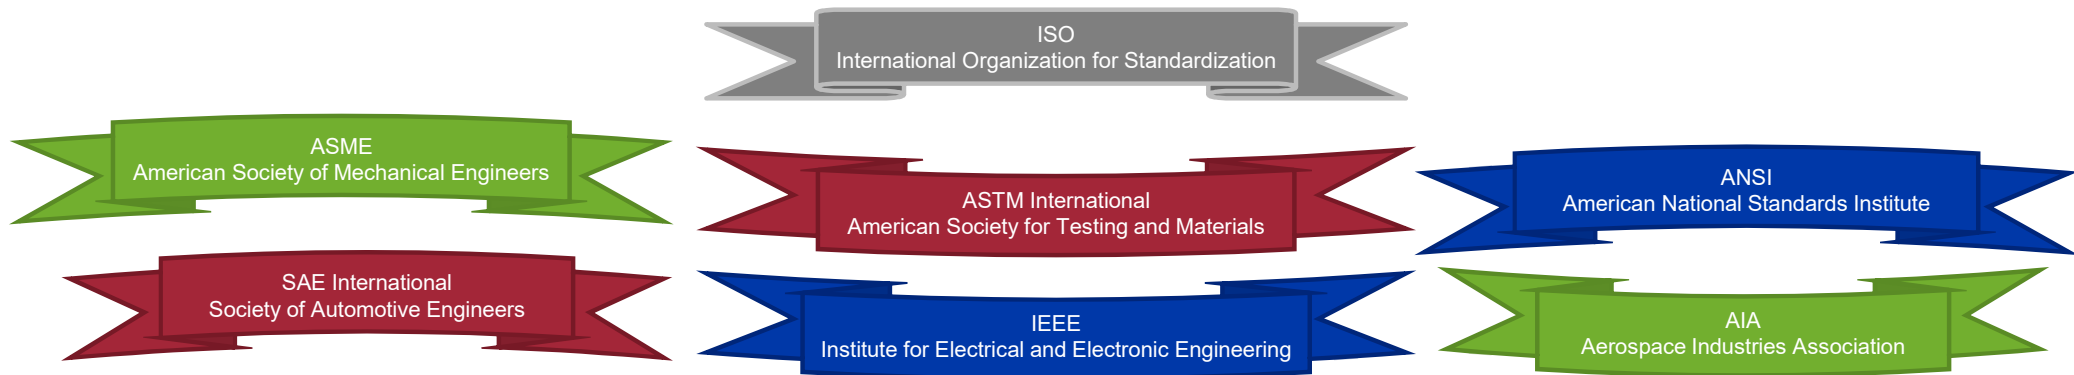 ISO
International Organization for Standardization
ASME
American Society of Mechanical Engineers
ASTM International
American Society for Testing and Materials
ANSI
American National Standards Institute
SAE International
Society of Automotive Engineers
IEEE
Institute for Electrical and Electronic Engineering
AIA
Aerospace Industries Association